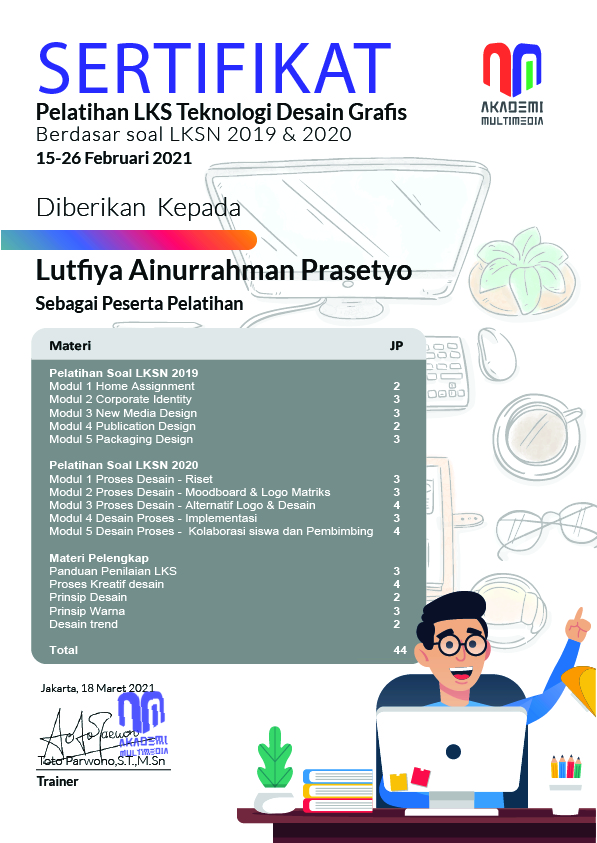 SERTIFIKAT
Pelatihan LKS Teknologi Desain Grafis
Berdasar soal LKSN 2019 & 2020
15-26 Februari 2021
AKADEMI
MULTIMEDIA
Diberikan Kepada
Lutfiya Ainurrahman Prasetyo
Sebagai Peserta Pelatihan
Materi JP
Pelatihan Soal LKSN 2019
Modul 1 Home Assignment 2
Modul 2 Corporate Identity 3
Modul 3 New Media Design 3
Modul 4 Publication Design 2
Modul 5 Packaging Design 3
Pelatihan Soal LKSN 2020
Modul 1 Proses Desain - Riset 3
Modul 2 Proses Desain - Moodboard & Logo Matriks 3
Modul 3 Proses Desain - Alternatif Logo & Desain 4
Modul 4 Desain Proses - Implementasi 3
Modul 5 Desain Proses - Kolaborasi siswa dan Pembimbing 4
Materi Pelengkap
Panduan Penilaian LKS 3
Proses Kreatif desain 4
Prinsip Desain 2
Prinsip Warna 3
Desain trend 2
Total 44
Jakarta, 18 Maret 2021
AKADEMI
MULTIMEDIA
Toto Parwono,S.T.,M.Sn
Trainer